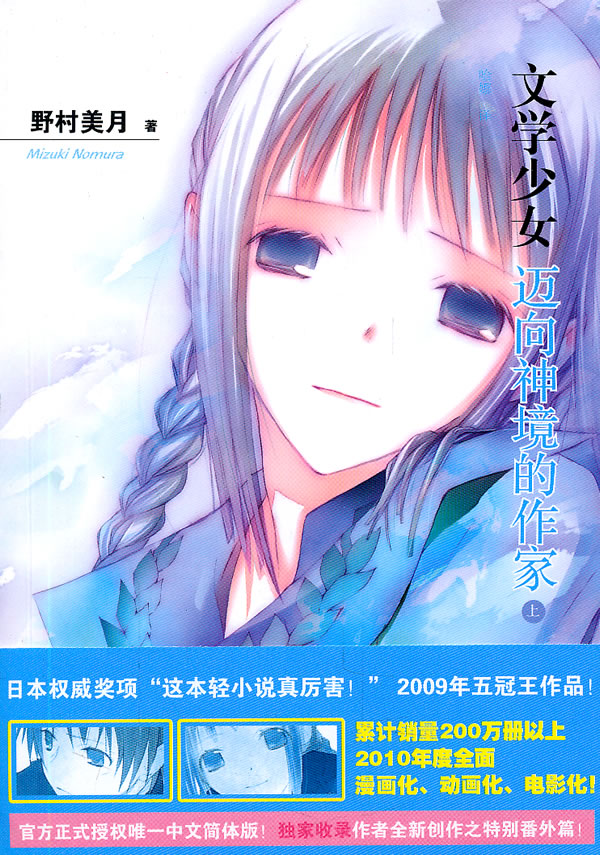 文学少女
迈向神境的作家
上
野村美月 著
Mizuki Nomura
日本权威奖项“这本轻小说真厉害！” 2009年五冠王作品！
累计销量200万册以上
2010年度全面
漫画化、动画化、电影化！
官方正式授权唯一中文简体版！ 独家收录作者全新创作之特别番外篇！